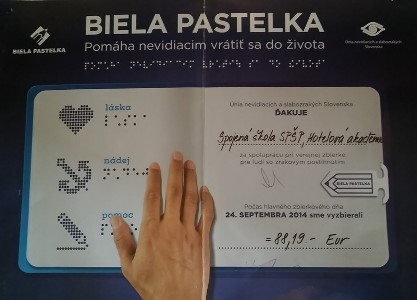 BIELA PASTELKA
Pomáha nevidiacim vrátiť sa do života
BIELA PASTELKA
Únia nevidiacich a slabozrakých
Slovenska
láska
nádej
pomoc
Únia nevidiacich a slabozrakých Slovenska
ĎAKUJE
Spojená škola SPŠP, Hotelová akadémia
za spoluprácu pri verejnej zbierke
pre ľudí so zrakovým postihnutím
BIELA PASTELKA
Počas hlavného zbierkového dňa
24. SEPTEMBRA 2014 sme vyzbierali
= 88,19 - Eur